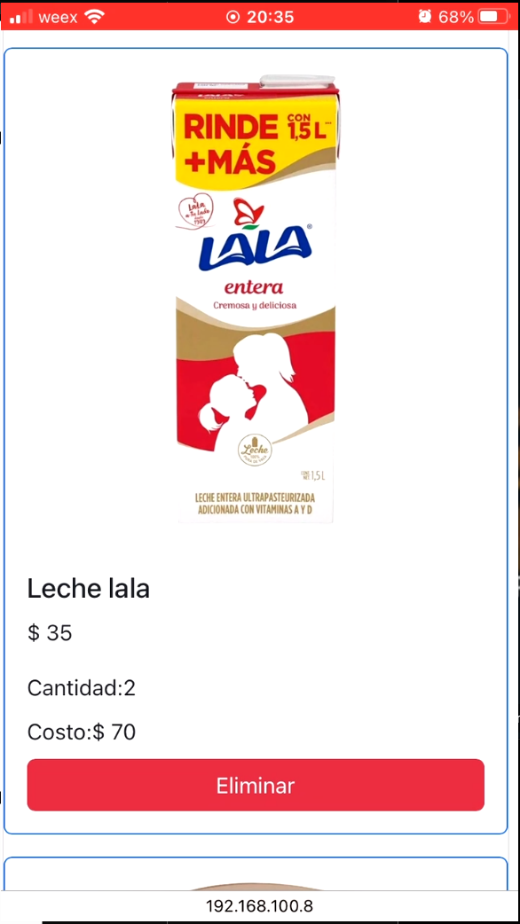 weex 20:35 68%
RINDE CON 1,5 L
+MÁS
LALA
entera
Cremosa y deliciosa
Leche
1,5 L
LECHE ENTERA ULTRAPASTEURIZADA
ADICIONADA CON VITAMINAS A Y D
Leche lala
$ 35
Cantidad:2
Costo:$ 70
Eliminar
192.168.100.8